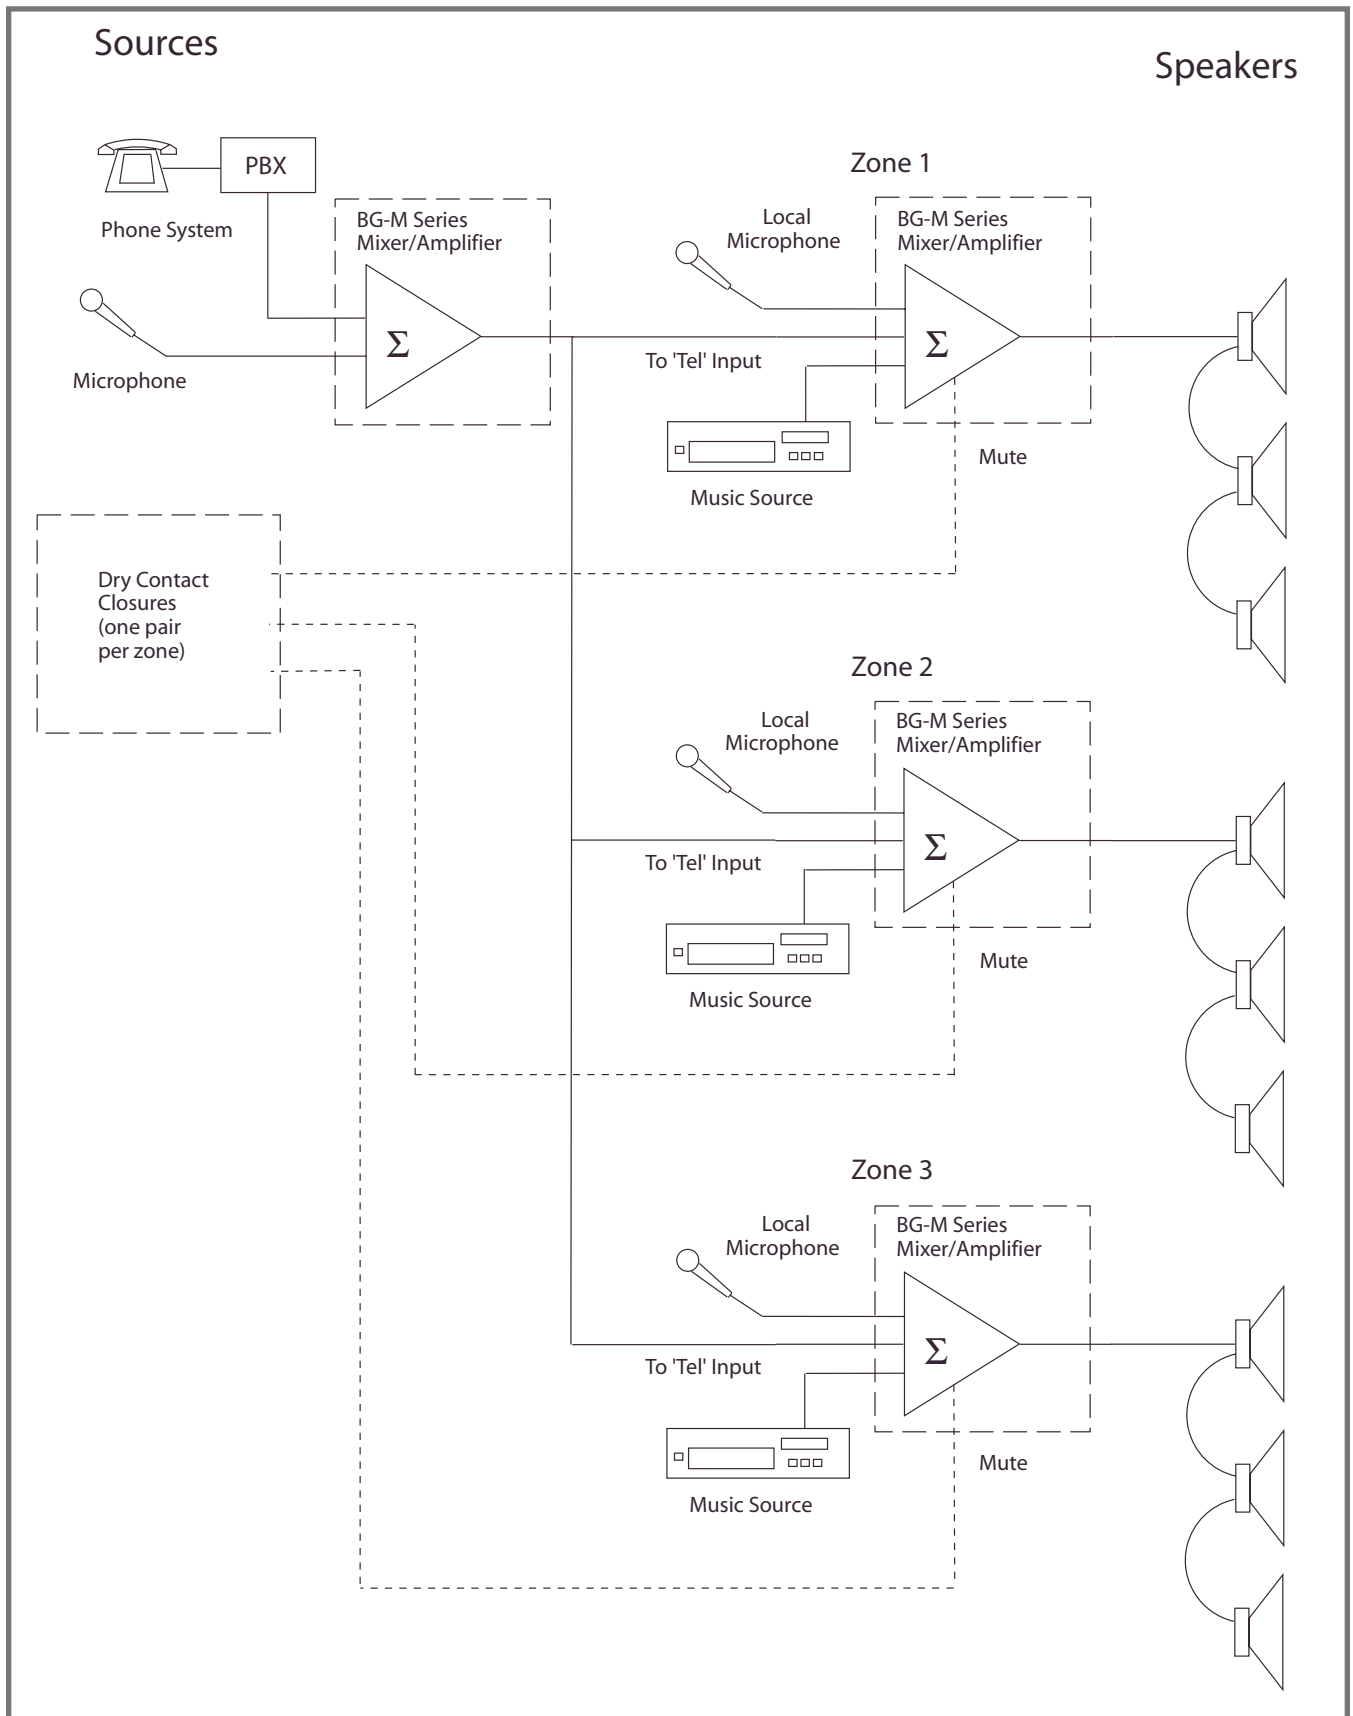 Sources
Speakers
PBX
Phone System
BG-M Series
Mixer/Amplifier
Σ
Microphone
Zone 1
Local
Microphone
BG-M Series
Mixer/Amplifier
Σ
To 'Tel' Input
Music Source
Mute
Dry Contact
Closures
(one pair
per zone)
Zone 2
Local
Microphone
BG-M Series
Mixer/Amplifier
Σ
To 'Tel' Input
Music Source
Mute
Zone 3
Local
Microphone
BG-M Series
Mixer/Amplifier
Σ
To 'Tel' Input
Music Source
Mute